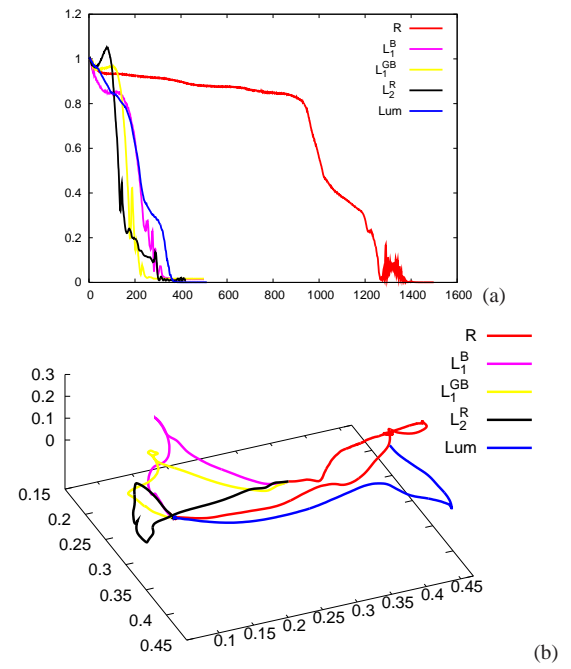 1.2
1
0.8
0.6
0.4
0.2
0
0 200 400 600 800 1000 1200 1400 1600
R
L₁ᴮ
L₁ᴳᴮ
L₂ᴿ
Lum
(a)
R
L₁ᴮ
L₁ᴳᴮ
L₂ᴿ
Lum
0.3
0.2
0.1
0
0.15
0.2
0.25
0.3
0.35
0.4
0.45
0.1 0.15 0.2 0.25 0.3 0.35 0.4 0.45
(b)